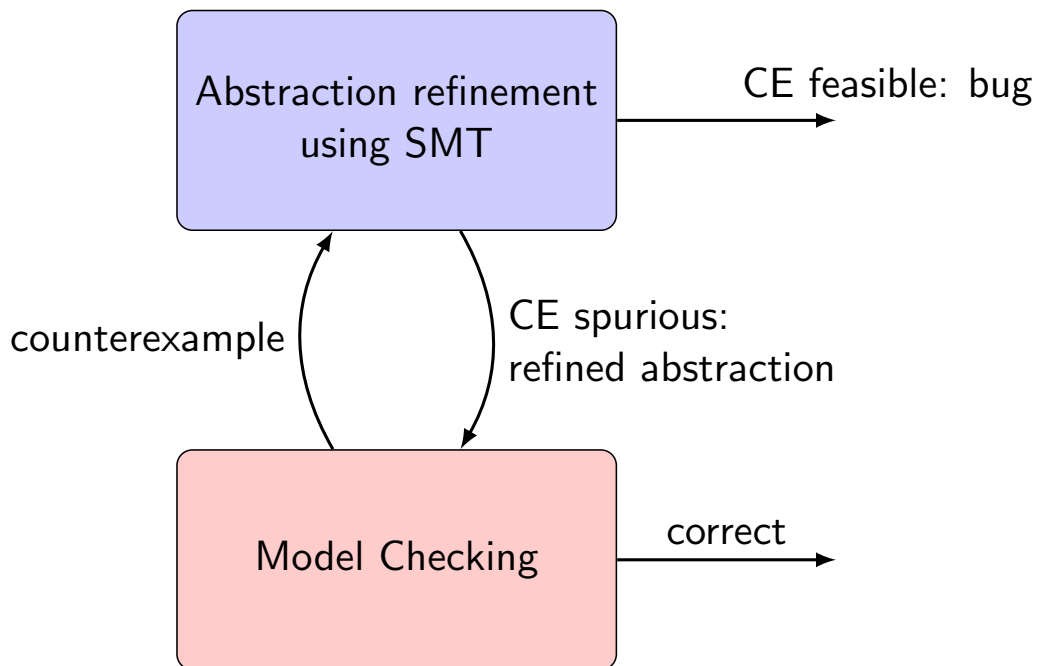 Abstraction refinement
using SMT
CE feasible: bug
counterexample
CE spurious:
refined abstraction
Model Checking
correct